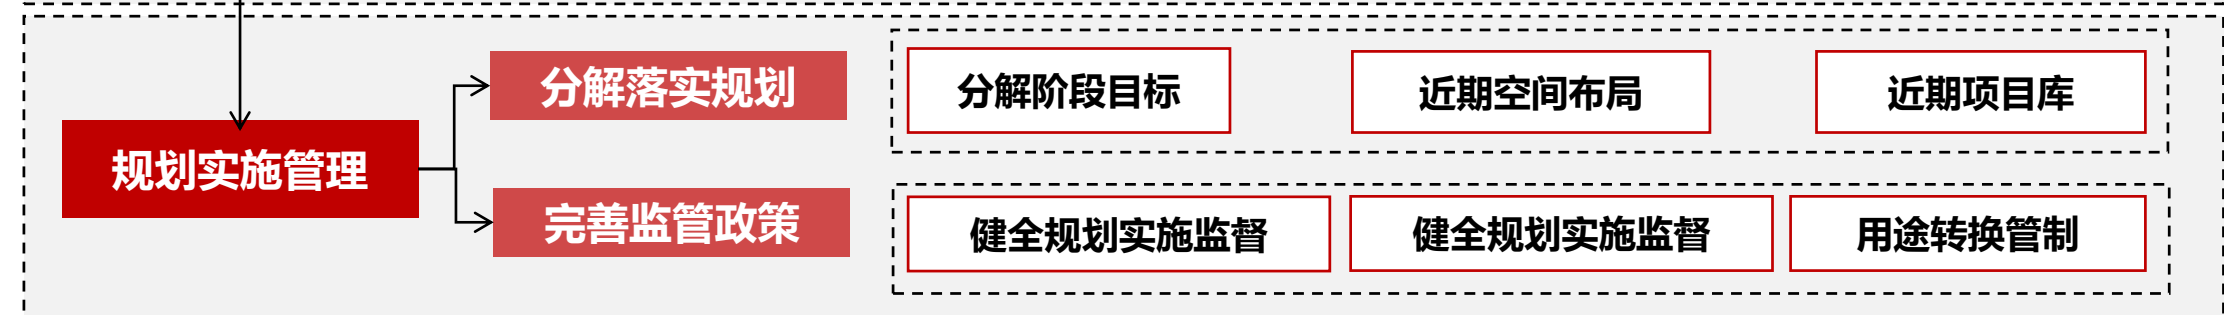 分解落实规划
分解阶段目标
近期空间布局
近期项目库
规划实施管理
完善监管政策
健全规划实施监督
健全规划实施监督
用途转换管制